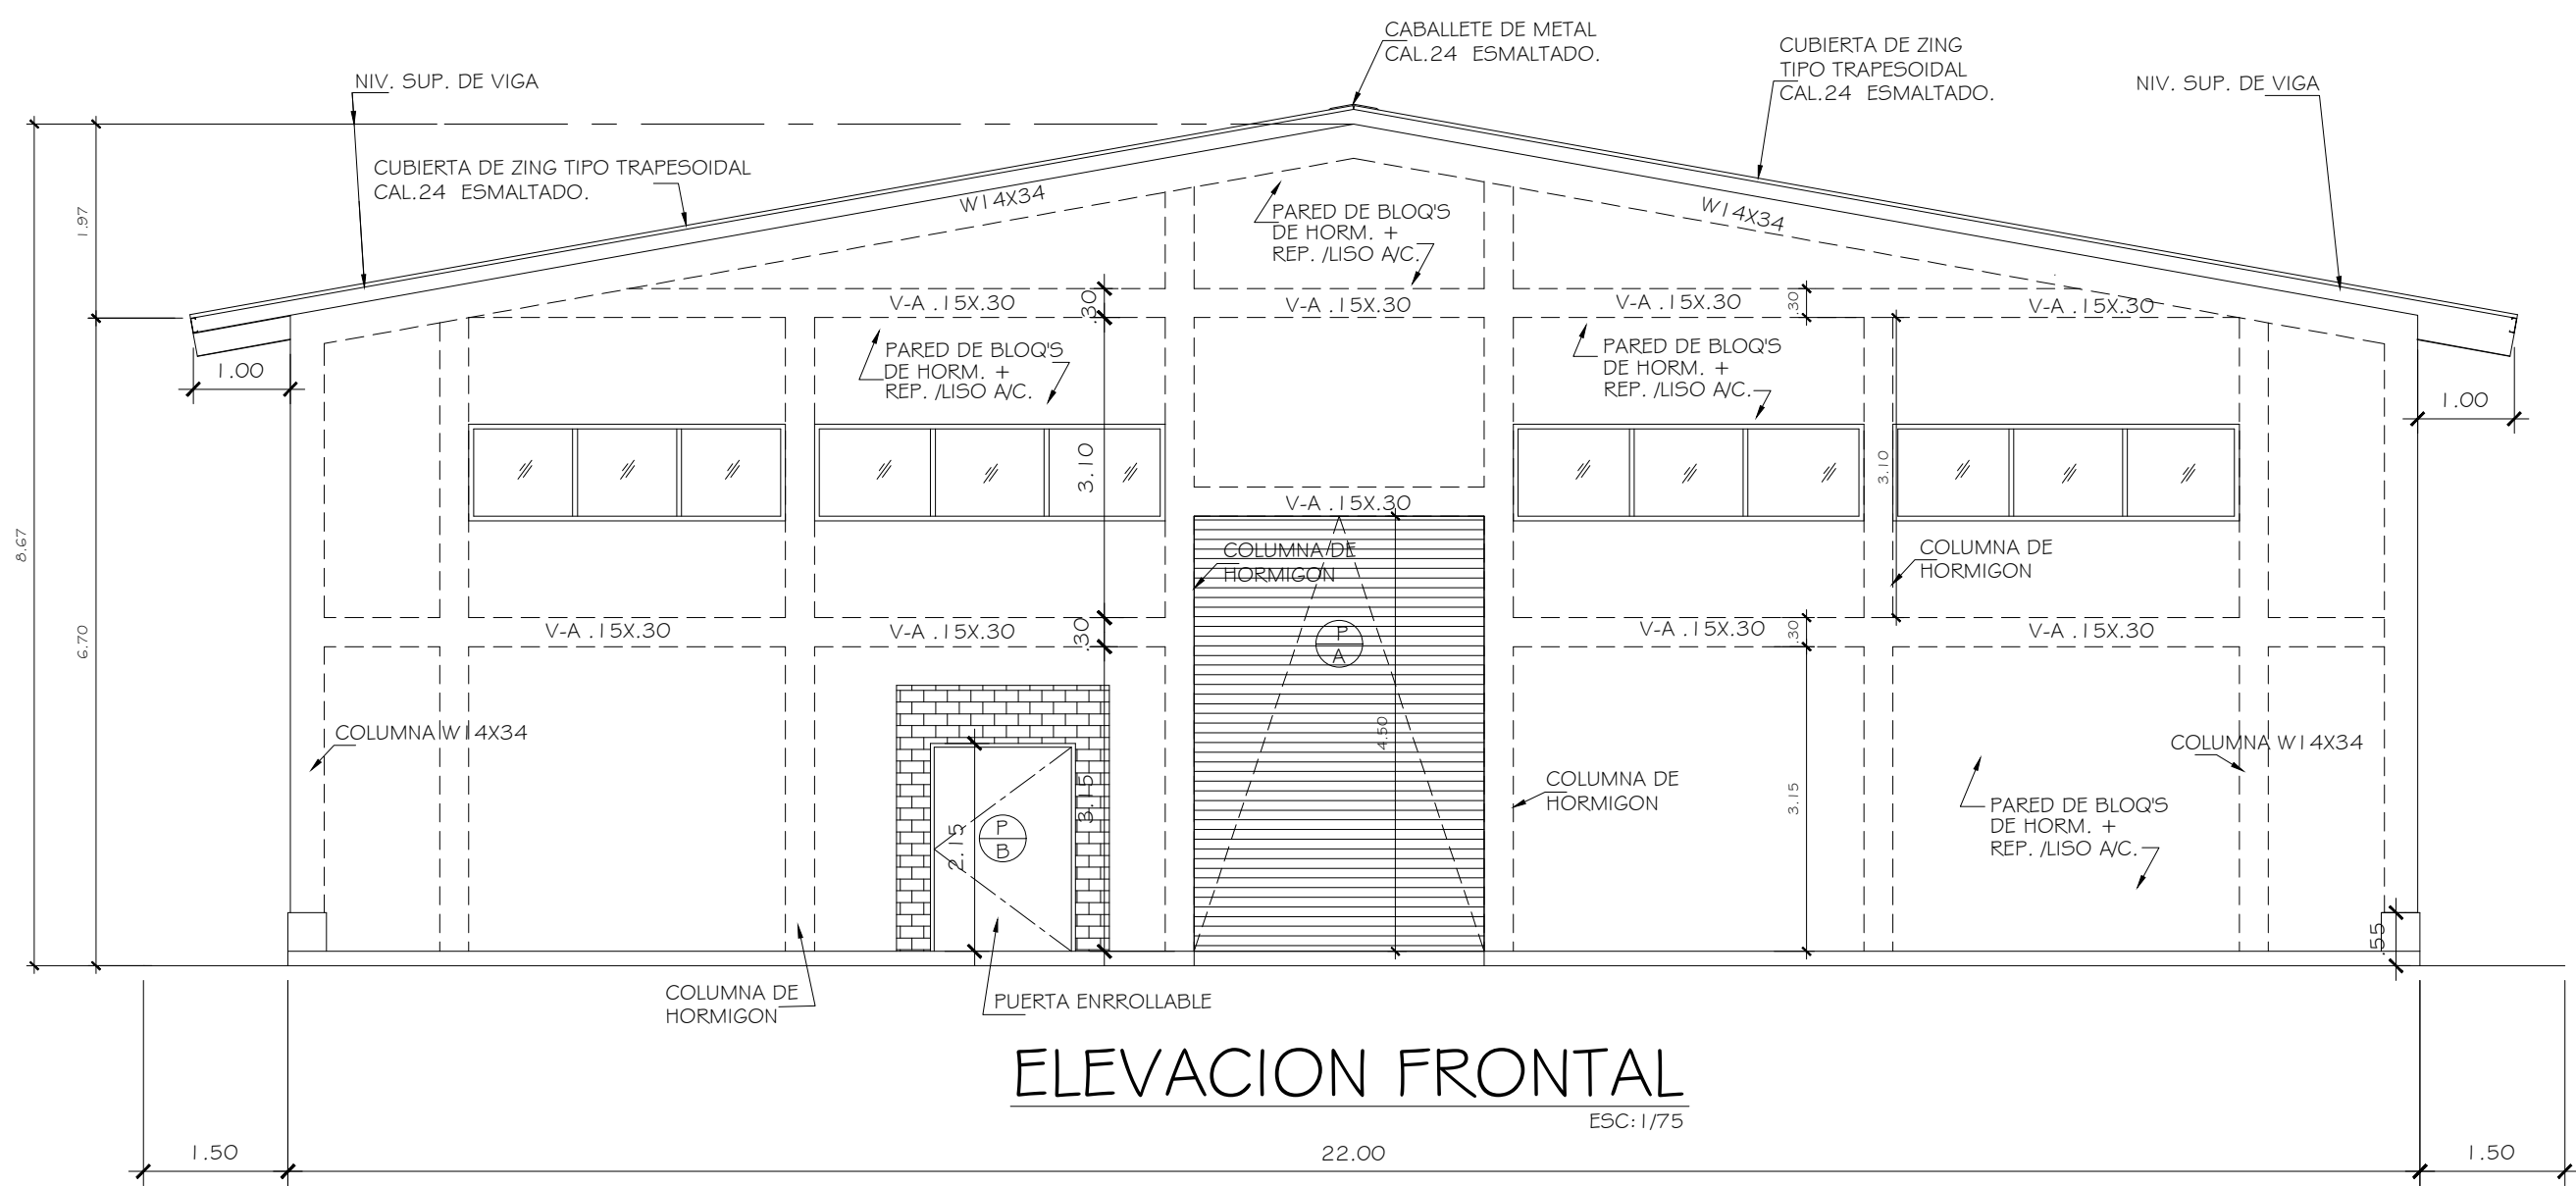 CABALLETE DE METAL
CAL.24 ESMALTADO.
CUBIERTA DE ZING
TIPO TRAPESOIDAL
CAL.24 ESMALTADO.
NIV. SUP. DE VIGA
NIV. SUP. DE VIGA
CUBIERTA DE ZING TIPO TRAPESOIDAL
CAL.24 ESMALTADO.
1.97
W14X34
W14X34
PARED DE BLOQ'S
DE HORM. +
REP. /LISO A/C.
V-A .15X.30
.30
V-A .15X.30
V-A .15X.30
.30
V-A .15X.30
PARED DE BLOQ'S
DE HORM. +
REP. /LISO A/C.
PARED DE BLOQ'S
DE HORM. +
REP. /LISO A/C.
1.00
1.00
3.10
3.10
V-A .15X.30
8.67
6.70
COLUMNA DE
HORMIGON
COLUMNA DE
HORMIGON
V-A .15X.30
V-A .15X.30
.30
P
A
V-A .15X.30
.30
V-A .15X.30
COLUMNA W14X34
4.50
COLUMNA W14X34
COLUMNA DE
HORMIGON
3.15
3.15
PARED DE BLOQ'S
DE HORM. +
REP. /LISO A/C.
2.15
P
B
.55
COLUMNA DE
HORMIGON
PUERTA ENRROLLABLE
ELEVACION FRONTAL
ESC:1/75
1.50
22.00
1.50